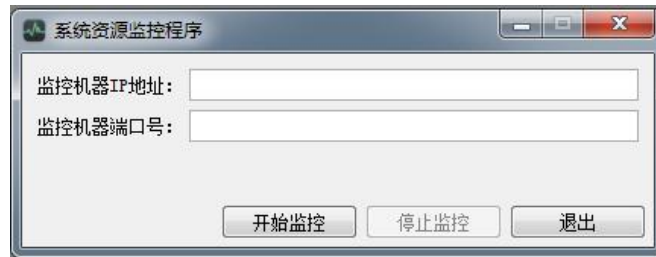 系统资源监控程序
监控机器IP地址：
监控机器端口号：
开始监控 停止监控 退出